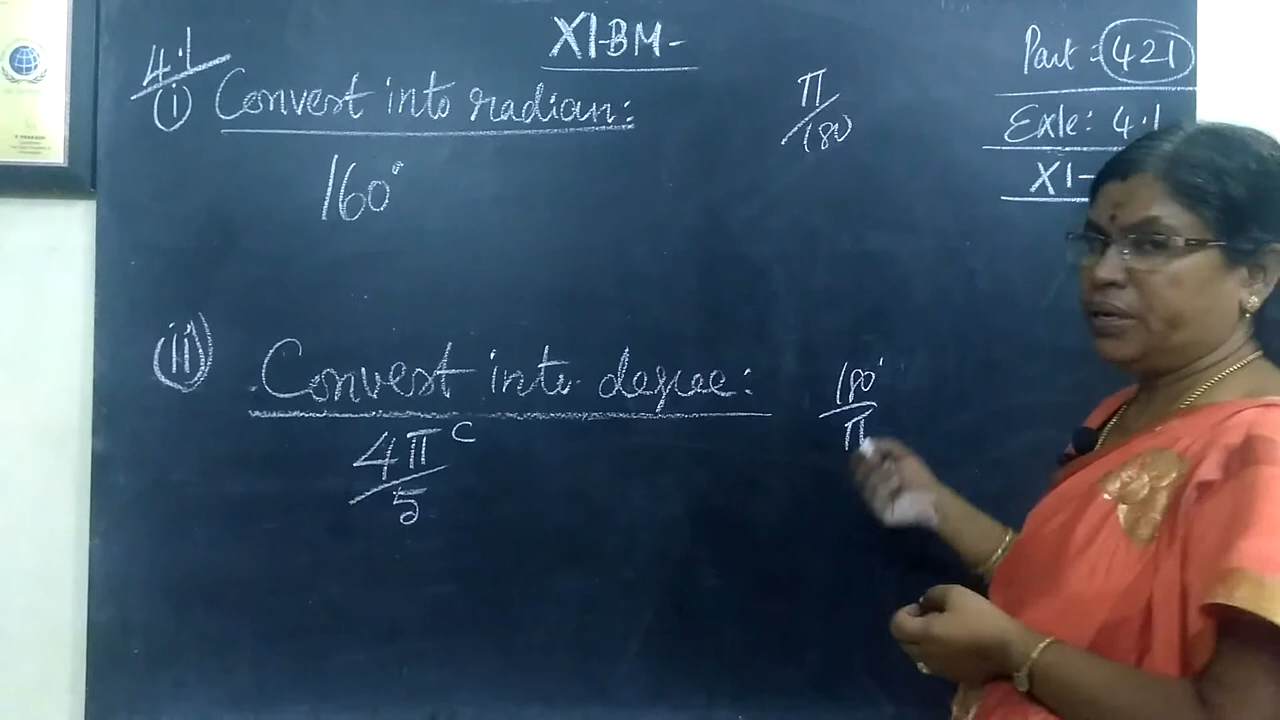 XI-BM-
4.1
(i) Convert into radian:
π/180
160°
Part: 421
Exle: 4.1
XI-
(ii) Convert into degree:
180°/π
4π/5 c